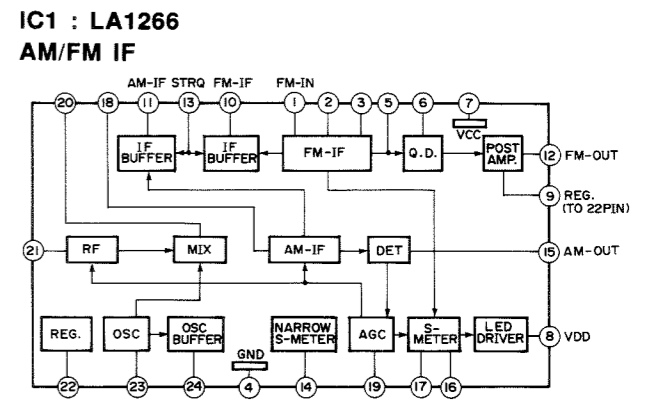 IC1 : LA1266
AM/FM IF
AM-IF STRQ FM-IF FM-IN
20 18 11 13 10 1 2 3 5 6 7
VCC
IF BUFFER
IF BUFFER
FM-IF
Q.D.
POST AMP.
12 FM-OUT
9 REG.
(TO 22PIN)
21
RF
MIX
AM-IF
DET
15 AM-OUT
REG.
OSC
OSC BUFFER
NARROW S-METER
AGC
S-METER
LED DRIVER
8 VDD
GND
22 23 24 4 14 19 17 16